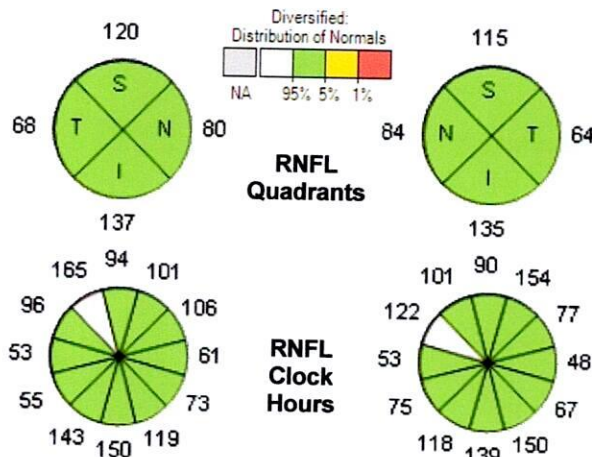 Diversified:
Distribution of Normals
NA 95% 5% 1%
120
S
68 T N 80
I
137
RNFL
Quadrants
115
S
84 N T 64
I
135
94
165 101
96 106
53 61
55 73
143 119
150
RNFL
Clock
Hours
90
101 154
122 77
53 48
75 67
118 150
139